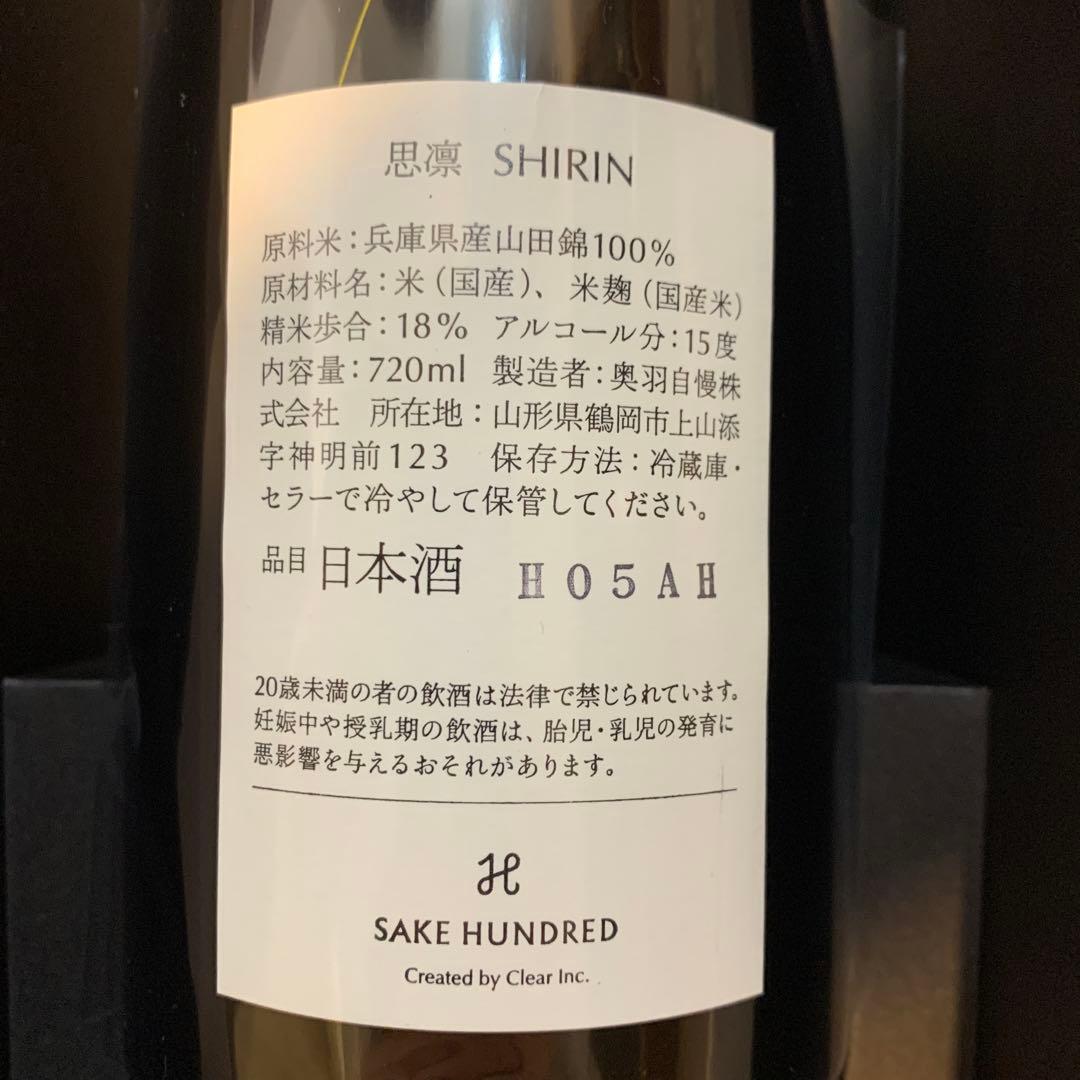 思凛 SHIRIN
原料米：兵庫県産山田錦100%
原材料名：米（国産）、米麹（国産米）
精米歩合：18% アルコール分：15度
内容量：720ml 製造者：奥羽自慢株
式会社 所在地：山形県鶴岡市上山添
字神明前123 保存方法：冷蔵庫・
セラーで冷やして保管してください。
品目 日本酒 H05AH
20歳未満の者の飲酒は法律で禁じられています。
妊娠中や授乳期の飲酒は、胎児・乳児の発育に
悪影響を与えるおそれがあります。
SAKE HUNDRED
Created by Clear Inc.